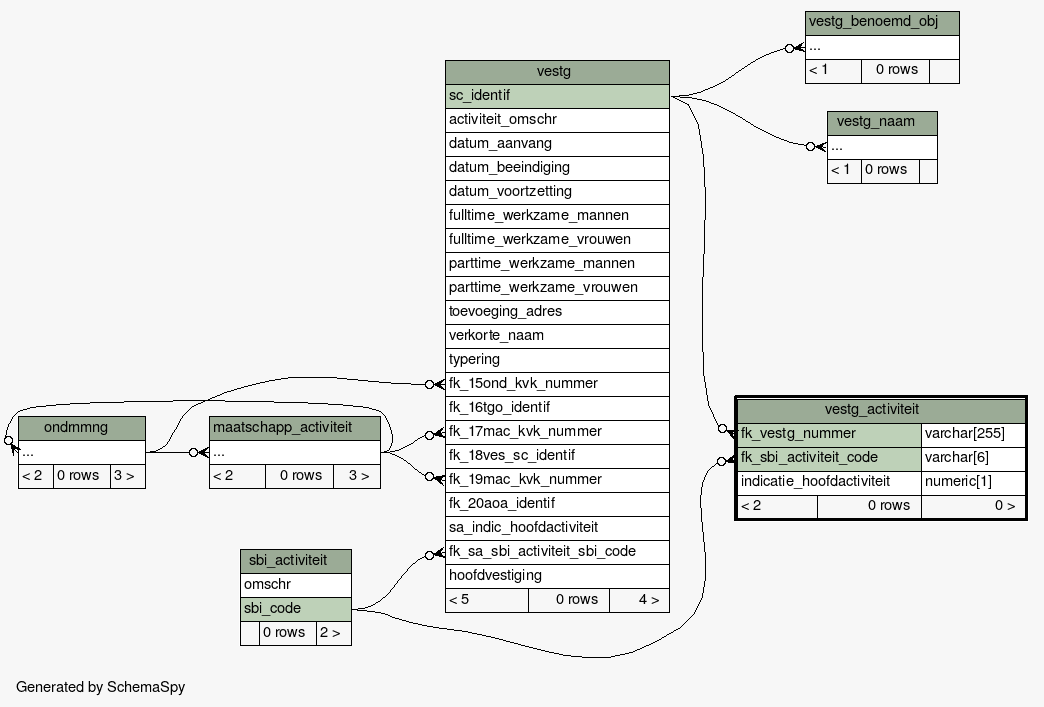 vestg_benoemd_obj
...
< 1 0 rows
vestg_naam
...
< 1 0 rows
vestg
sc_identif
activiteit_omschr
datum_aanvang
datum_beeindiging
datum_voortzetting
fulltime_werkzame_mannen
fulltime_werkzame_vrouwen
parttime_werkzame_mannen
parttime_werkzame_vrouwen
toevoeging_adres
verkorte_naam
typering
fk_15ond_kvk_nummer
fk_16tgo_identif
fk_17mac_kvk_nummer
fk_18ves_sc_identif
fk_19mac_kvk_nummer
fk_20aoa_identif
sa_indic_hoofdactiviteit
fk_sa_sbi_activiteit_sbi_code
hoofdvestiging
< 5 0 rows 4 >
ondrnmng
...
< 2 0 rows 3 >
maatschapp_activiteit
...
< 2 0 rows 3 >
vestg_activiteit
fk_vestg_nummer varchar[255]
fk_sbi_activiteit_code varchar[6]
indicatie_hoofdactiviteit numeric[1]
< 2 0 rows 0 >
sbi_activiteit
omschr
sbi_code
0 rows 2 >
Generated by SchemaSpy